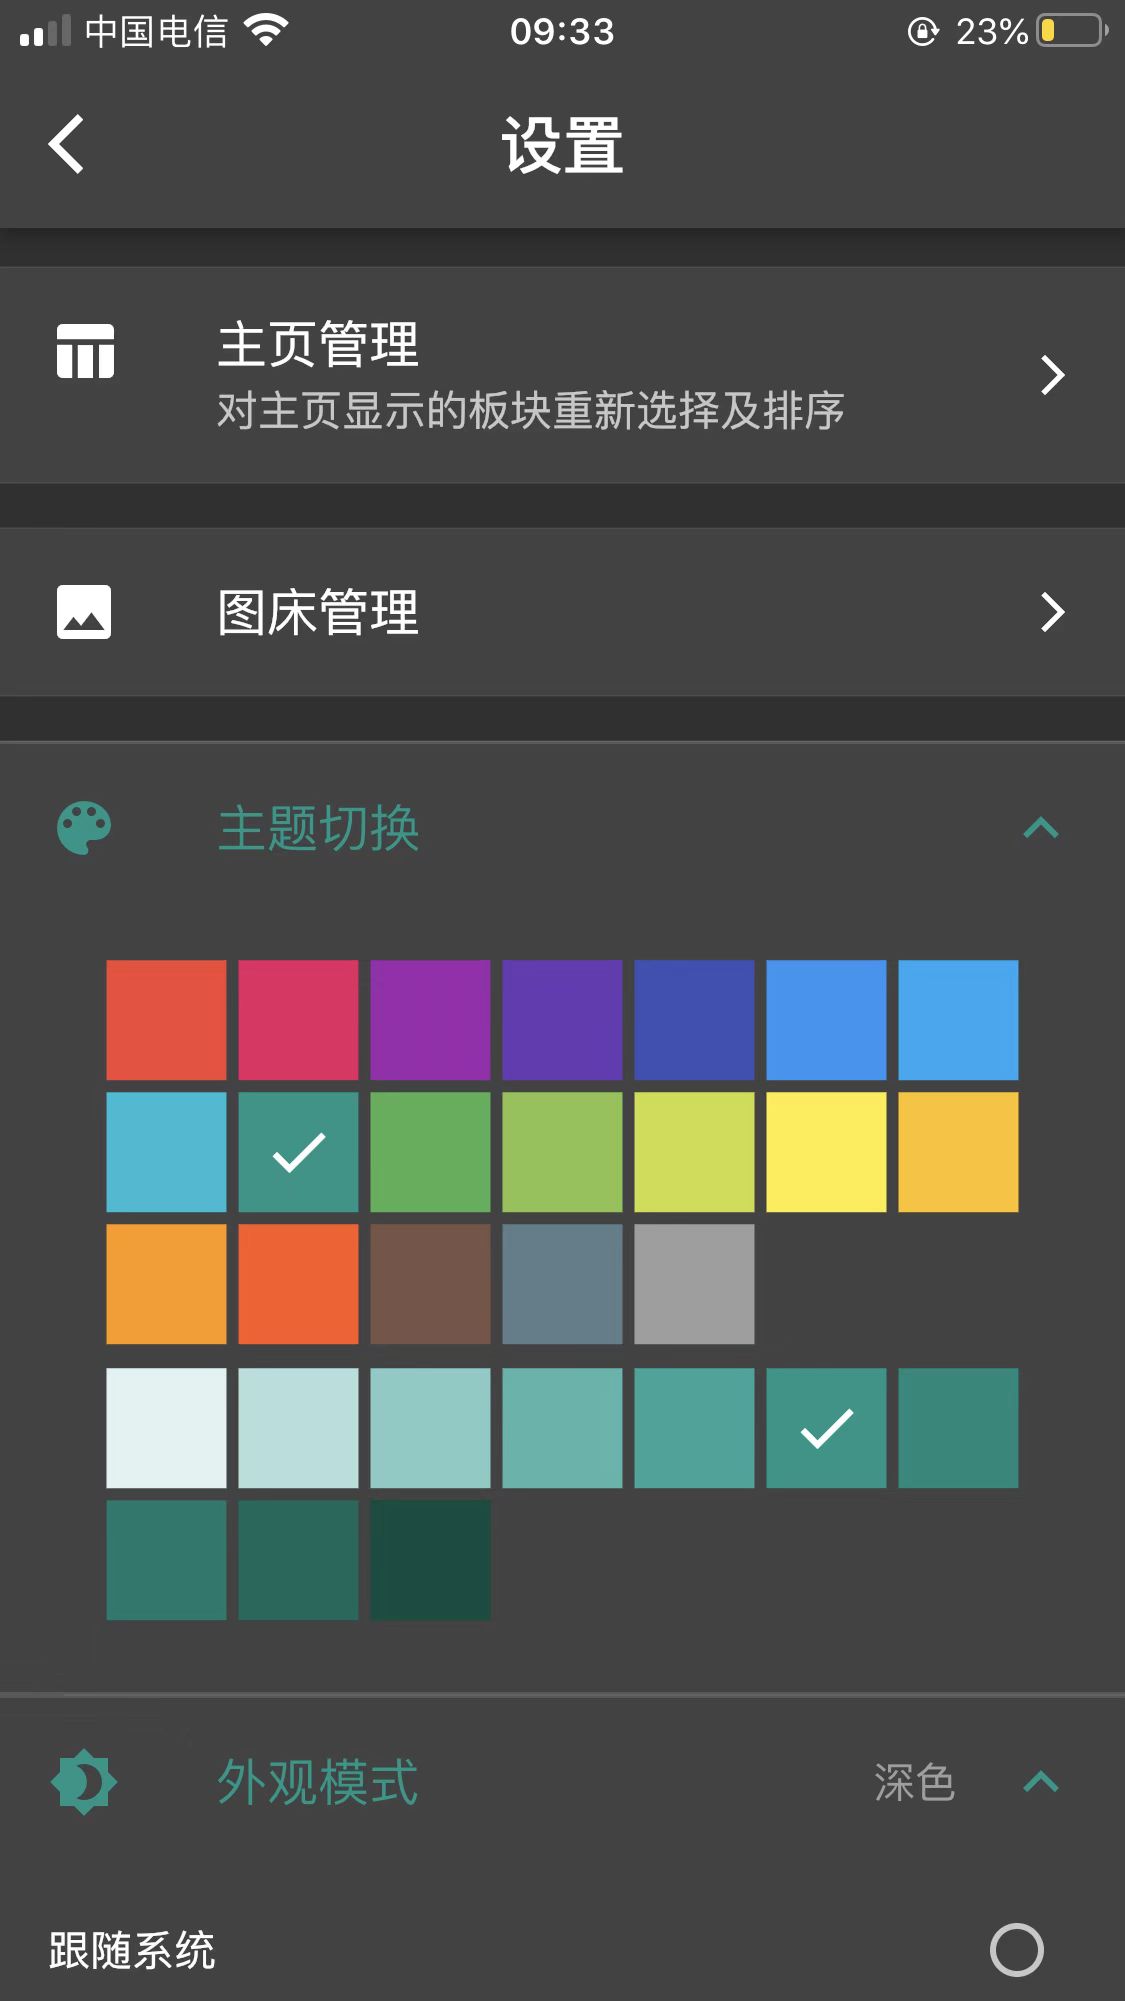 中国电信 09:33 23%
设置
主页管理
对主页显示的板块重新选择及排序
图床管理
主题切换
外观模式 深色
跟随系统